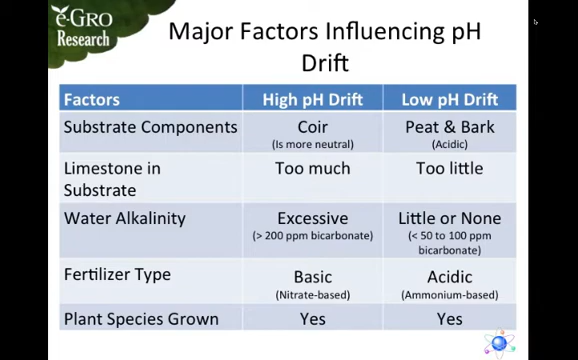 e-GRO
Research
Major Factors Influencing pH
Drift
Factors High pH Drift Low pH Drift
Substrate Components Coir Peat & Bark
(Is more neutral) (Acidic)
Limestone in Too much Too little
Substrate
Water Alkalinity Excessive Little or None
(> 200 ppm bicarbonate) (< 50 to 100 ppm
bicarbonate)
Fertilizer Type Basic Acidic
(Nitrate-based) (Ammonium-based)
Plant Species Grown Yes Yes